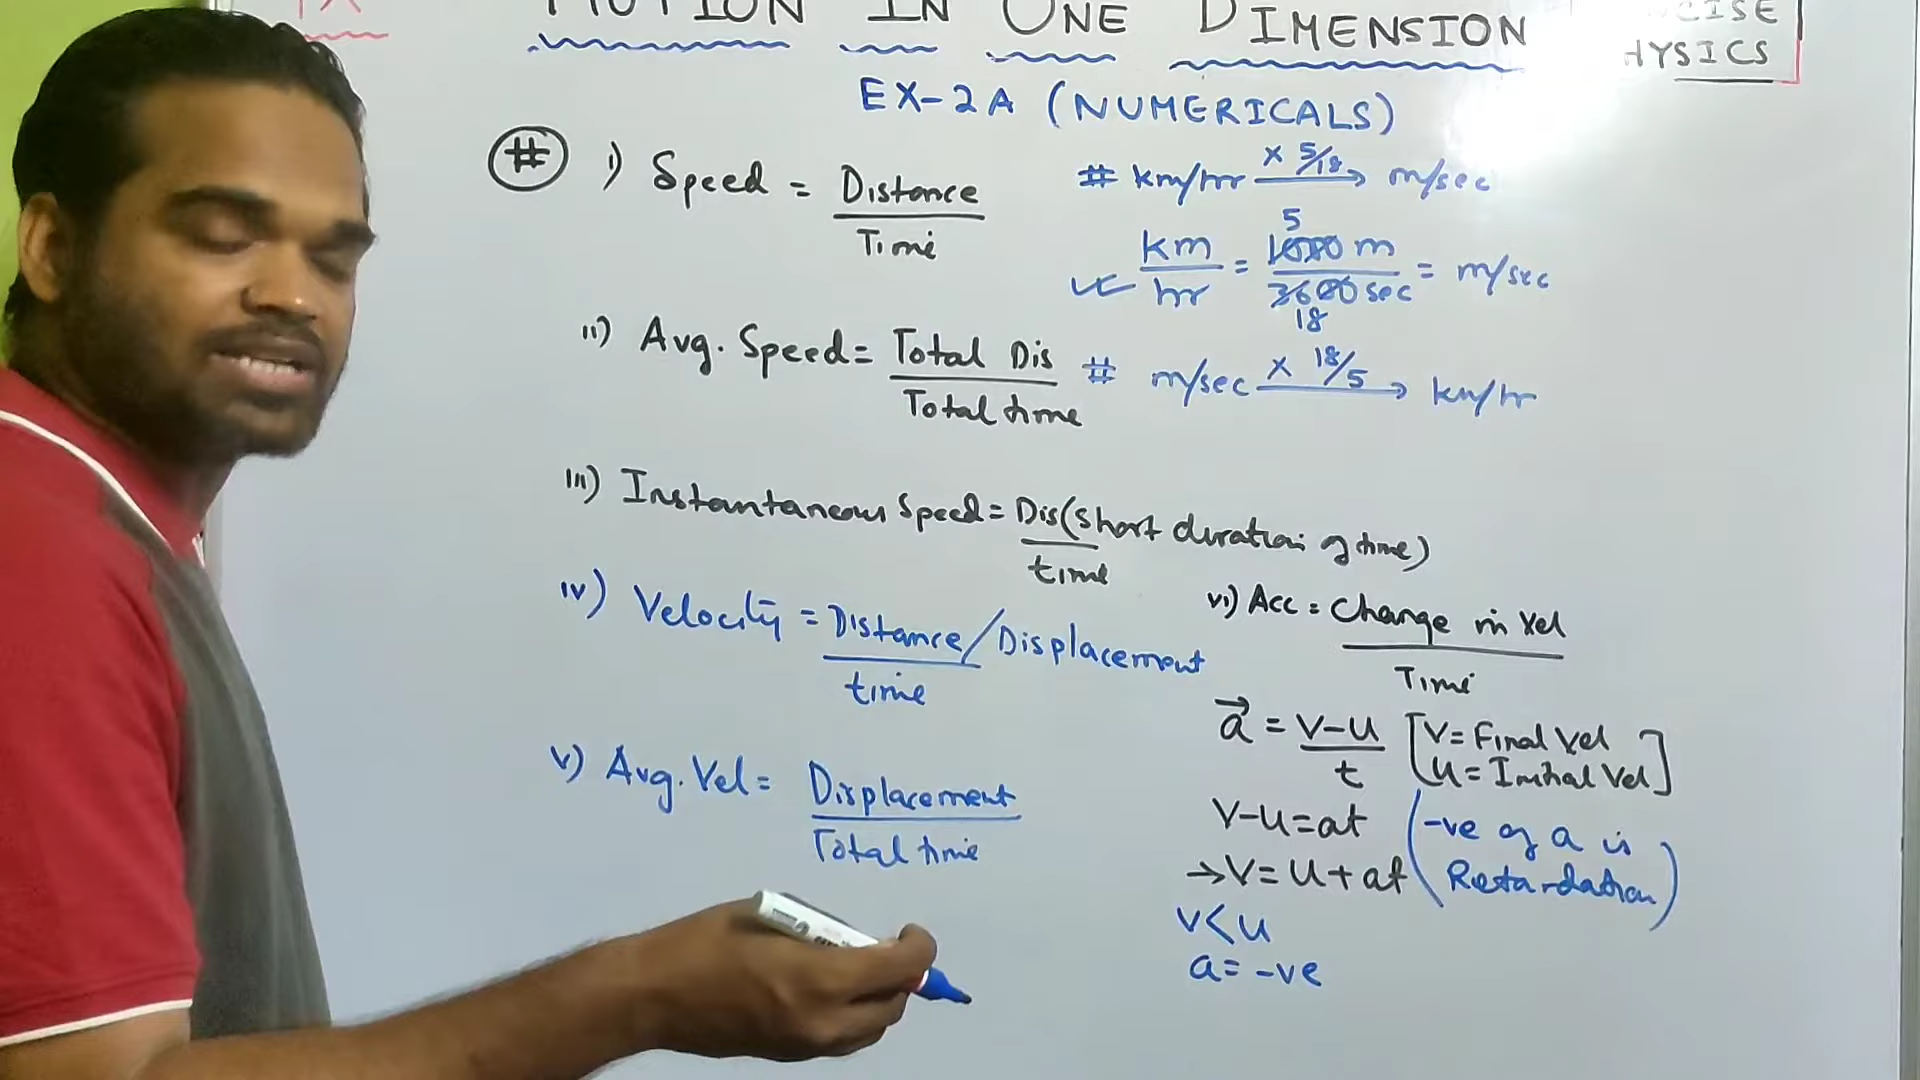 IX
MOTION IN ONE DIMENSION
CISE
HYSICS
EX-2A (NUMERICALS)
# i) Speed = Distance / Time
# km/hr × 5/18 → m/sec
km/hr = 5 1000 m / 3600 sec 18 = m/sec
ii) Avg. Speed = Total Dis / Total time
# m/sec × 18/5 → km/hr
iii) Instantaneous Speed = Dis (short duration of time) / time
iv) Velocity = Distance/Displacement / time
v) Avg. Vel = Displacement / Total time
vi) Acc = Change in Vel / Time
a⃗ = v-u / t [V = Final Vel
U = Initial Vel]
V-U = at
→ V = U + at
(-ve of a is
Retardation)
V < U
a = -ve